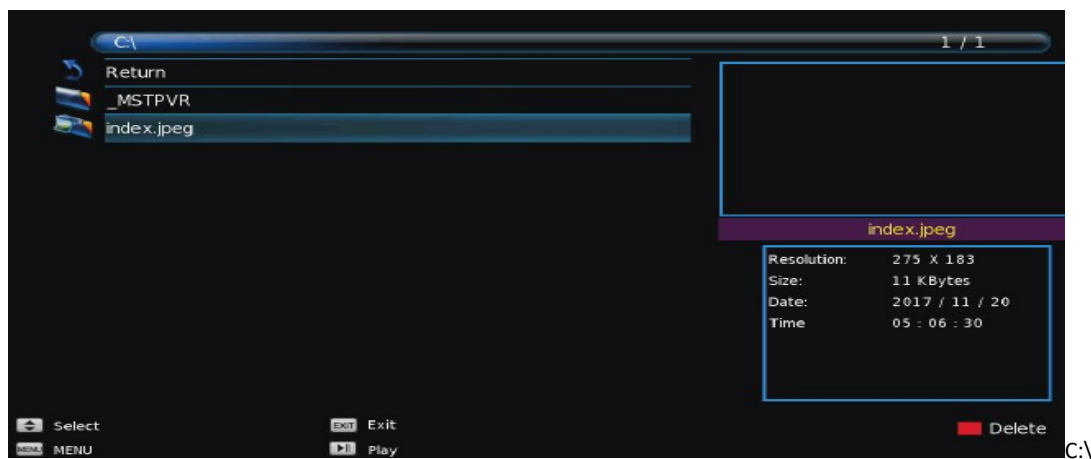 C:\ 1 / 1
Return
_MSTPVR
index.jpeg
index.jpeg
Resolution: 275 X 183
Size: 11 KBytes
Date: 2017 / 11 / 20
Time 05 : 06 : 30
Select EXIT Exit Delete
MENU MENU Play
C:\